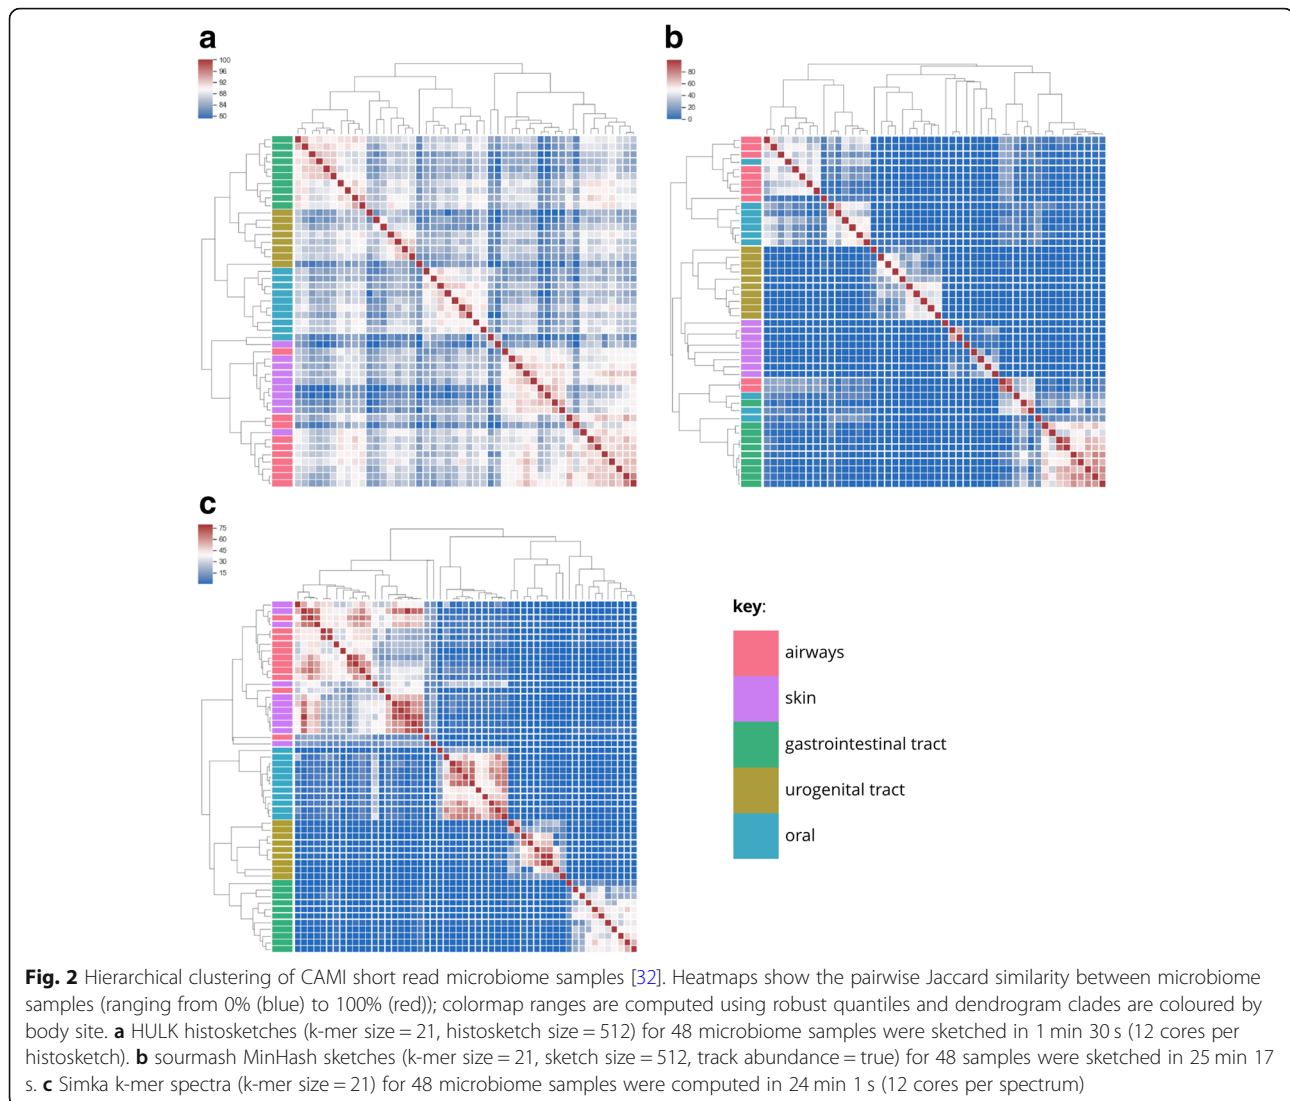 a
100
96
92
88
84
80
b
80
60
40
20
0
c
75
60
45
30
15
key:
airways
skin
gastrointestinal tract
urogenital tract
oral
Fig. 2 Hierarchical clustering of CAMI short read microbiome samples [32]. Heatmaps show the pairwise Jaccard similarity between microbiome
samples (ranging from 0% (blue) to 100% (red)); colormap ranges are computed using robust quantiles and dendrogram clades are coloured by
body site. a HULK histosketches (k-mer size = 21, histosketch size = 512) for 48 microbiome samples were sketched in 1 min 30 s (12 cores per
histosketch). b sourmash MinHash sketches (k-mer size = 21, sketch size = 512, track abundance = true) for 48 samples were sketched in 25 min 17
s. c Simka k-mer spectra (k-mer size = 21) for 48 microbiome samples were computed in 24 min 1 s (12 cores per spectrum)